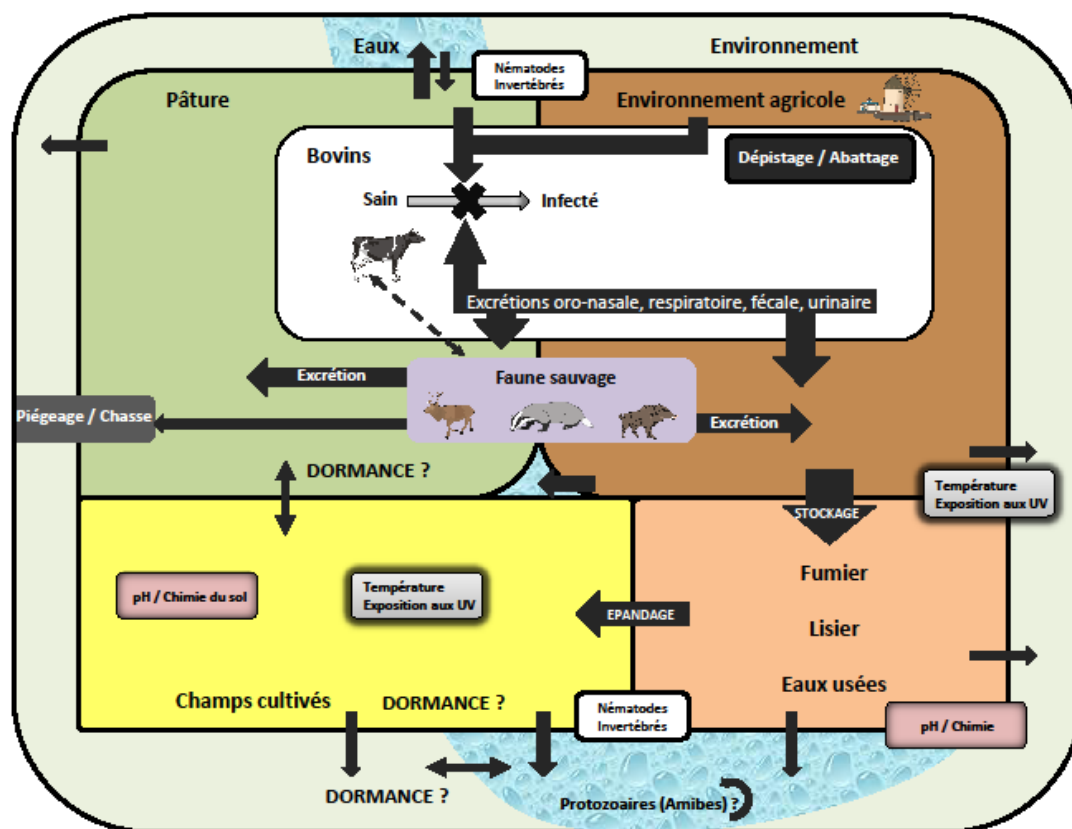 Eaux
Environnement
Nématodes
Invertébrés
Pâture
Environnement agricole
Bovins
Dépistage / Abattage
Sain
Infecté
Excrétions oro-nasale, respiratoire, fécale, urinaire
Excrétion
Faune sauvage
Piégeage / Chasse
Excrétion
DORMANCE ?
Température
Exposition aux UV
STOCKAGE
Fumier
pH / Chimie du sol
Température
Exposition aux UV
EPANDAGE
Lisier
Eaux usées
Champs cultivés
DORMANCE ?
Nématodes
Invertébrés
pH / Chimie
DORMANCE ?
Protozoaires (Amibes) ?